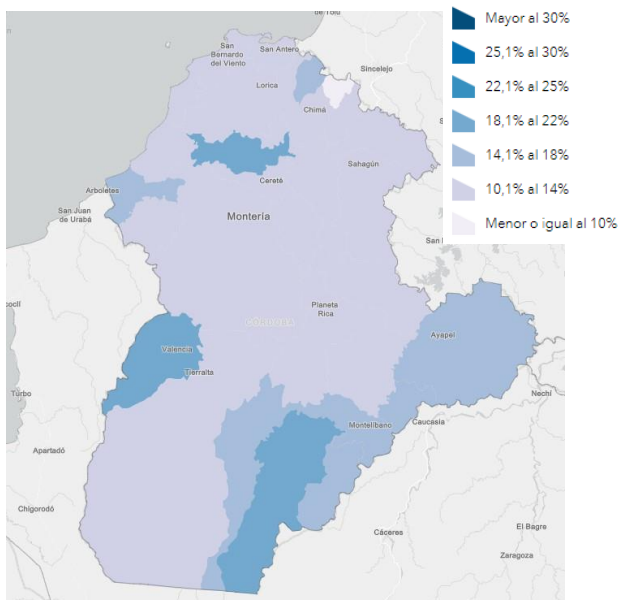 de Tolú
Mayor al 30%
25,1% al 30%
22,1% al 25%
18,1% al 22%
14,1% al 18%
10,1% al 14%
Menor o igual al 10%
San
Bernardo
del Viento
San Antero
Sincelejo
Lorica
Chimá
Sahagún
Cereté
Arboletes
San Juan
de Urabá
Montería
San
Planeta
Rica
CÓRDOBA
Ayapel
Valencia
Tierralta
Turbo
Nechí
Montelíbano
Caucasia
Apartadó
Chigorodó
Cáceres
El Bagre
Zaragoza